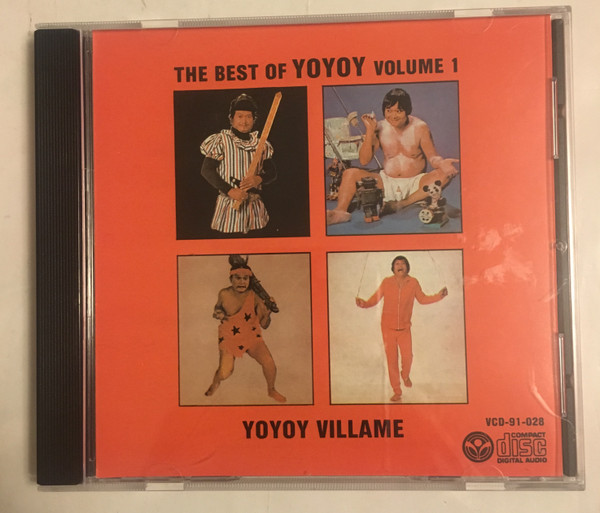 THE BEST OF YOYOY VOLUME 1
YOYOY VILLAME
VCD-91-028
COMPACT
disc
DIGITAL AUDIO